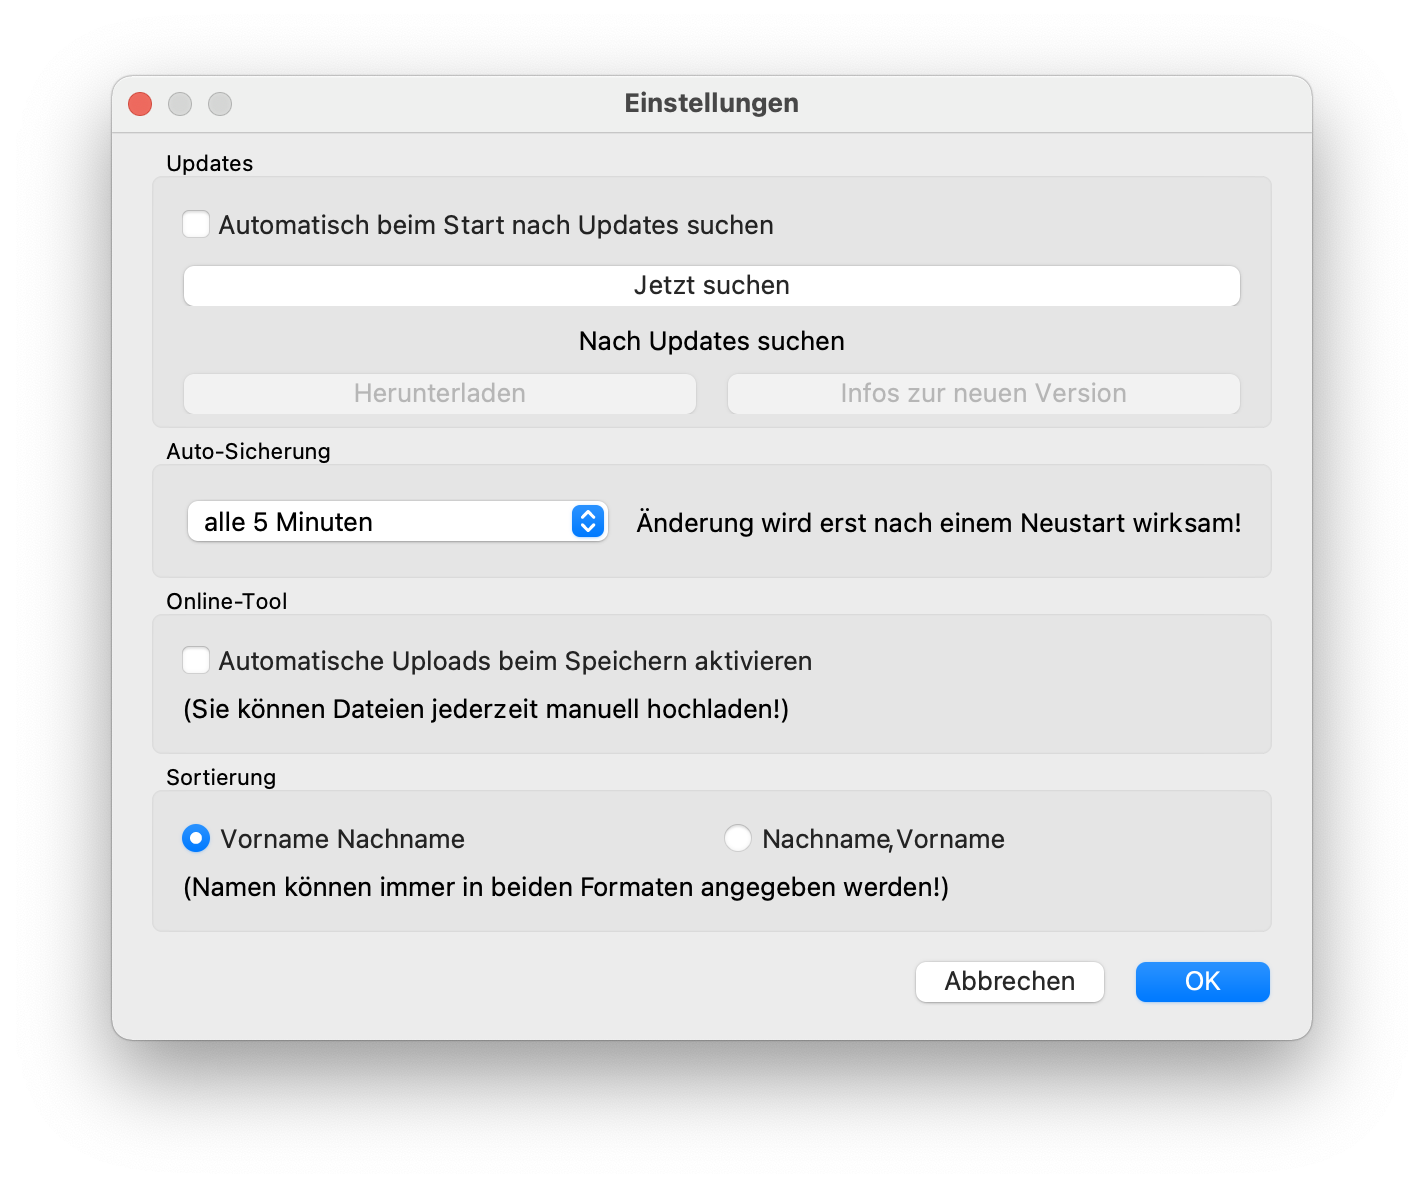 Einstellungen
Updates
Automatisch beim Start nach Updates suchen
Jetzt suchen
Nach Updates suchen
Herunterladen
Infos zur neuen Version
Auto-Sicherung
alle 5 Minuten
Änderung wird erst nach einem Neustart wirksam!
Online-Tool
Automatische Uploads beim Speichern aktivieren
(Sie können Dateien jederzeit manuell hochladen!)
Sortierung
Vorname Nachname
Nachname, Vorname
(Namen können immer in beiden Formaten angegeben werden!)
Abbrechen
OK